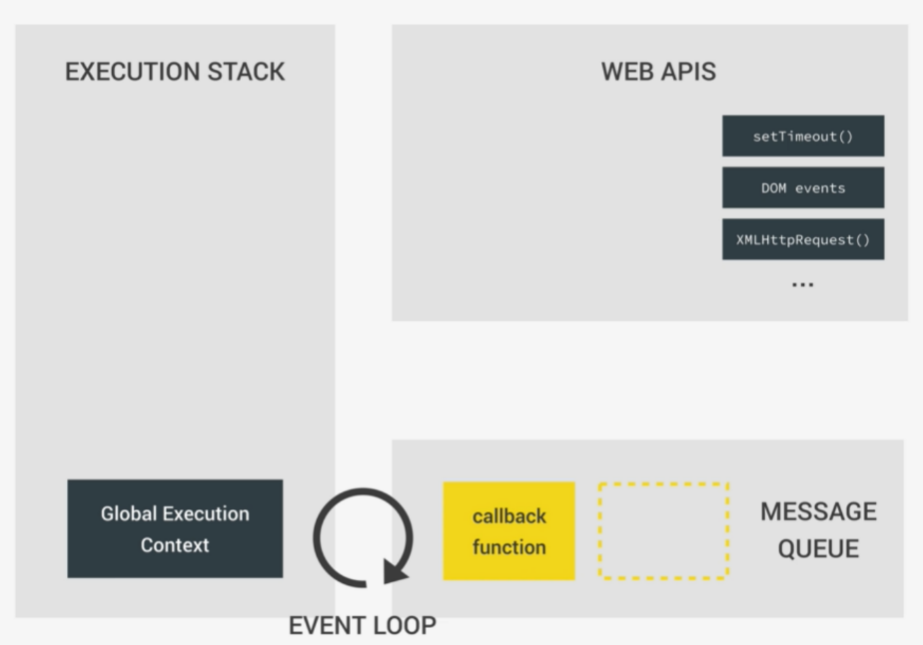 EXECUTION STACK
WEB APIS
setTimeout()
DOM events
XMLHttpRequest()
...
Global Execution
Context
callback
function
MESSAGE
QUEUE
EVENT LOOP